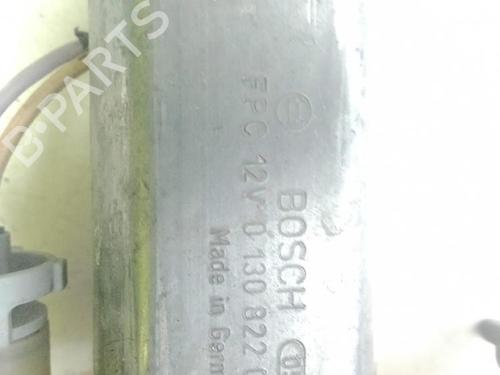 BOSCH
FPC 12V 0 130 822
Made in Germ
B-PARTS